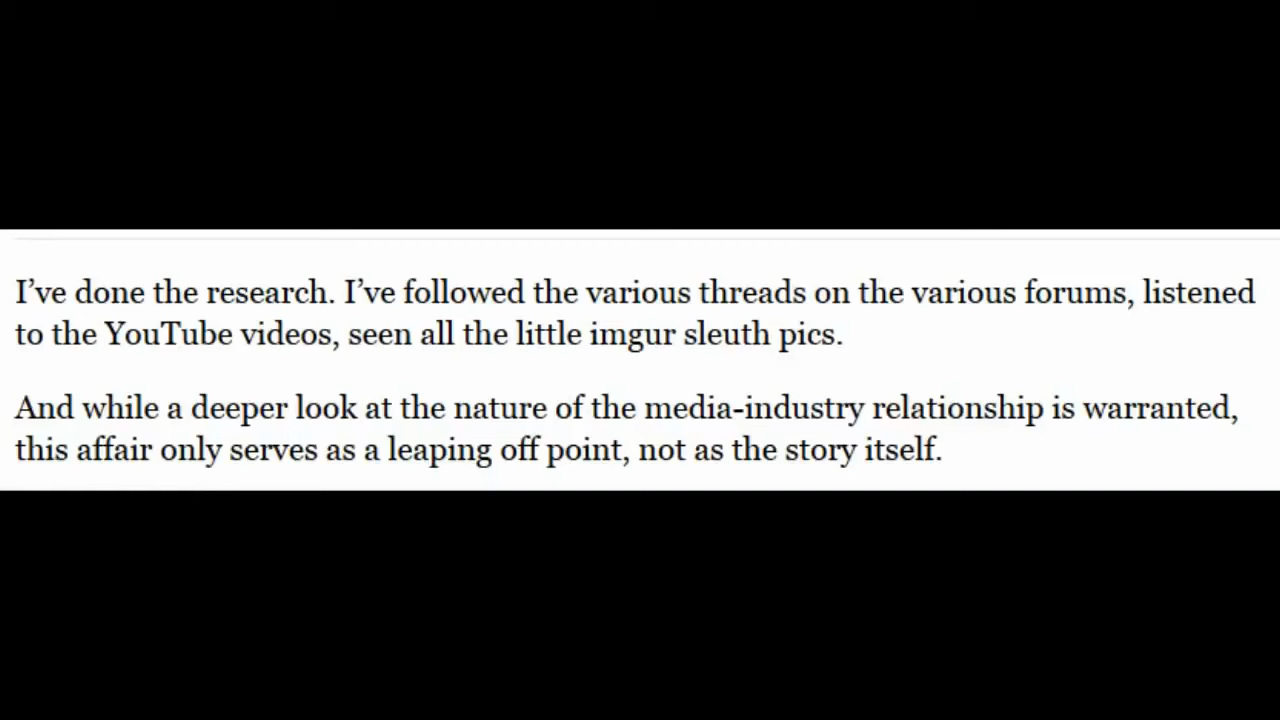 I’ve done the research. I’ve followed the various threads on the various forums, listened
to the YouTube videos, seen all the little imgur sleuth pics.
And while a deeper look at the nature of the media-industry relationship is warranted,
this affair only serves as a leaping off point, not as the story itself.